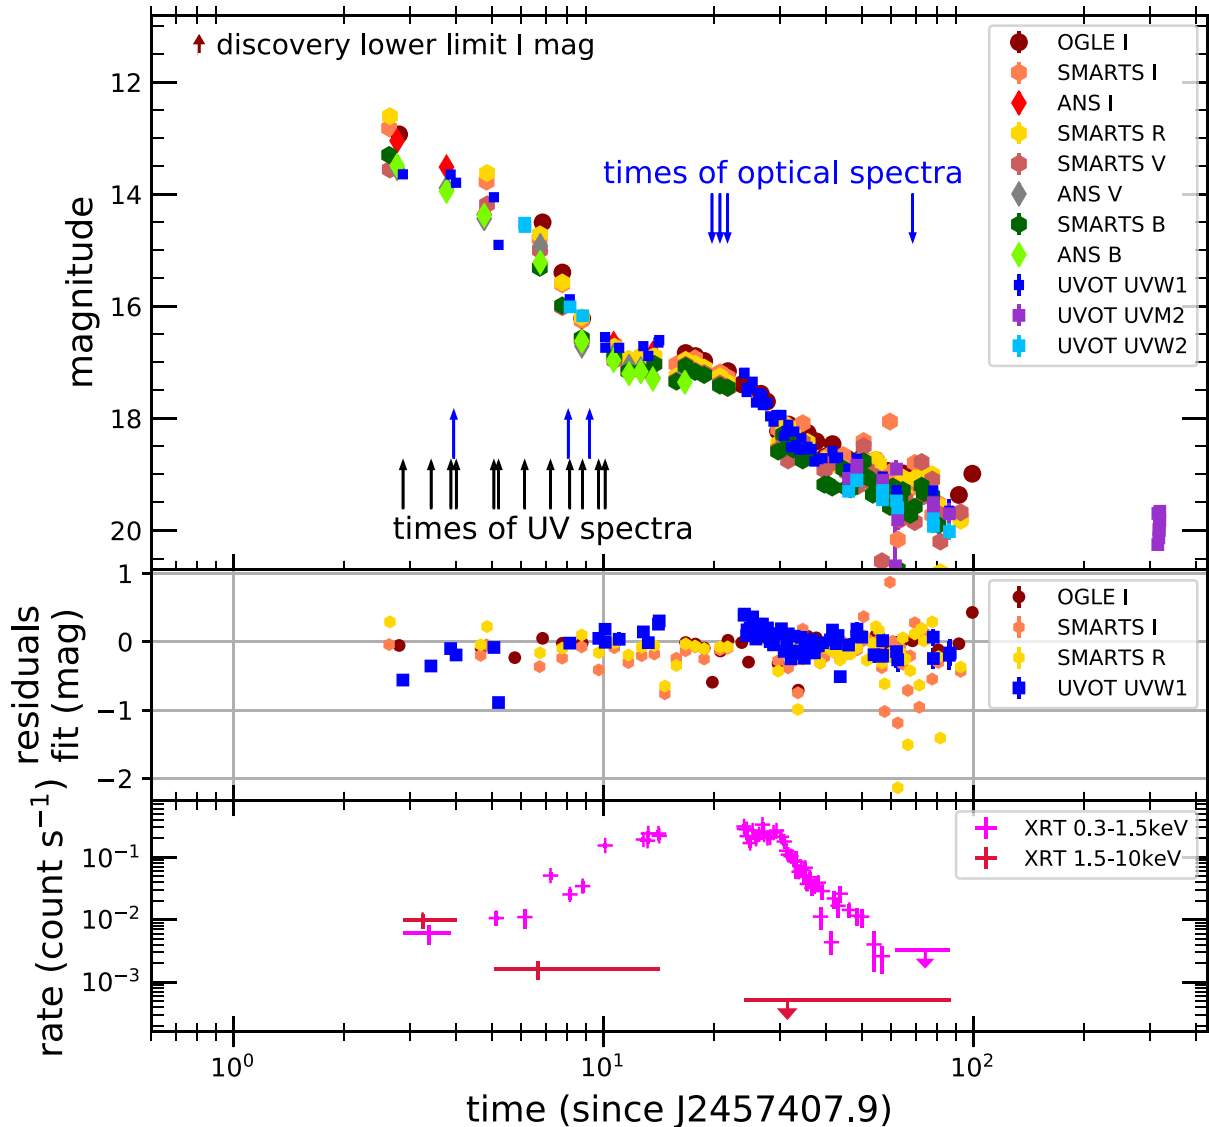 discovery lower limit I mag
OGLE I
SMARTS I
ANS I
SMARTS R
SMARTS V
ANS V
SMARTS B
ANS B
UVOT UVW1
UVOT UVM2
UVOT UVW2
times of optical spectra
times of UV spectra
magnitude
12
14
16
18
20
residuals
fit (mag)
1
0
−1
−2
OGLE I
SMARTS I
SMARTS R
UVOT UVW1
rate (count s⁻¹)
10⁻¹
10⁻²
10⁻³
XRT 0.3-1.5keV
XRT 1.5-10keV
10⁰
10¹
10²
time (since J2457407.9)